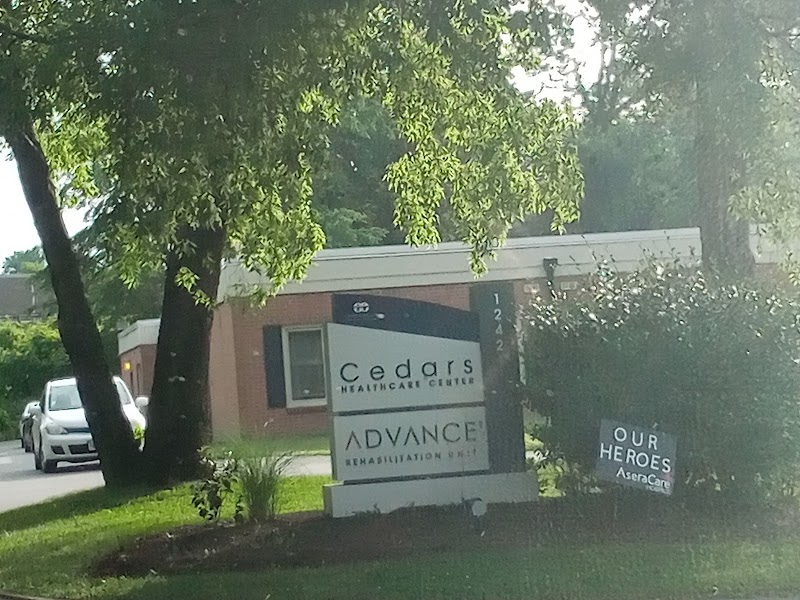 1242
Cedars
HEALTHCARE CENTER
ADVANCE
REHABILITATION UNIT
OUR
HEROES
AseraCare